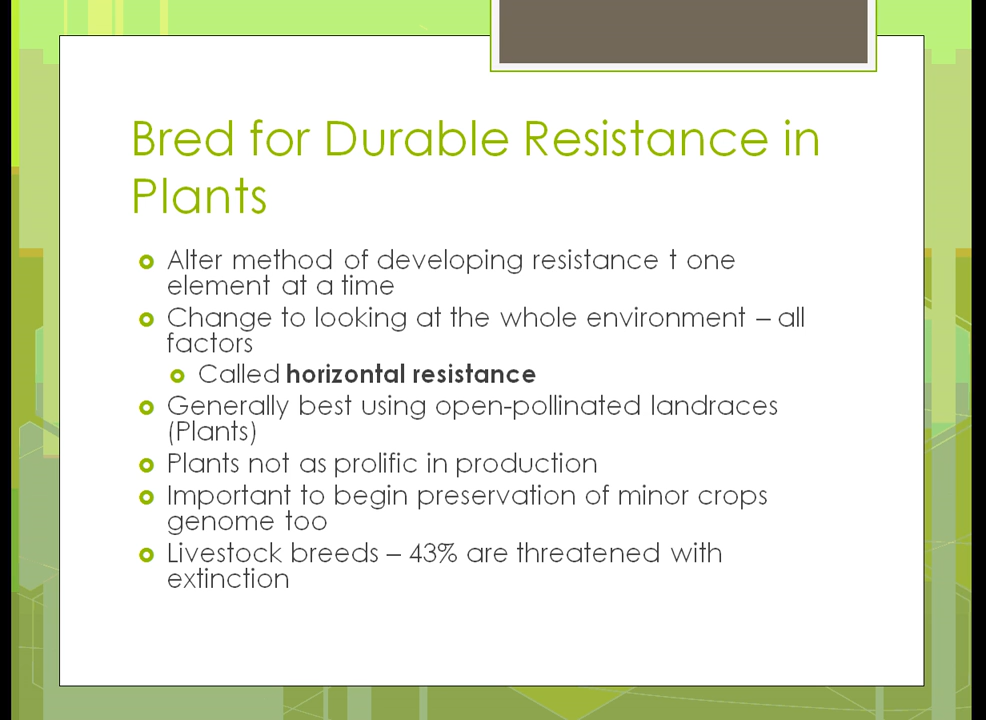 Bred for Durable Resistance in
Plants
Alter method of developing resistance t one
element at a time
Change to looking at the whole environment – all
factors
Called horizontal resistance
Generally best using open-pollinated landraces
(Plants)
Plants not as prolific in production
Important to begin preservation of minor crops
genome too
Livestock breeds – 43% are threatened with
extinction